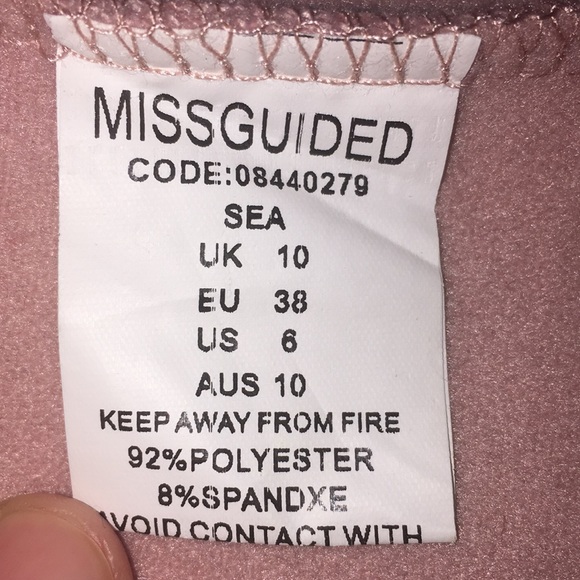 MISSGUIDED
CODE:08440279
SEA
UK 10
EU 38
US 6
AUS 10
KEEP AWAY FROM FIRE
92%POLYESTER
8%SPANDXE
AVOID CONTACT WITH